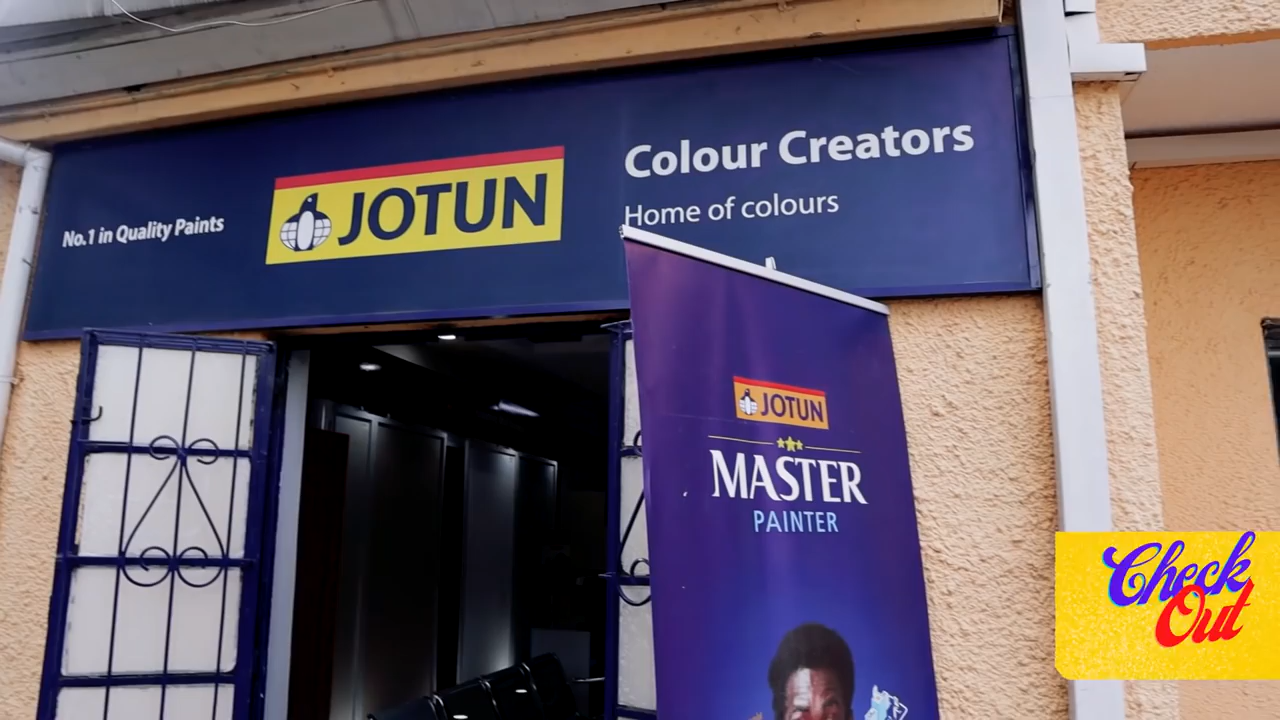 No.1 in Quality Paints
JOTUN
Colour Creators
Home of colours
JOTUN
MASTER
PAINTER
Check
Out